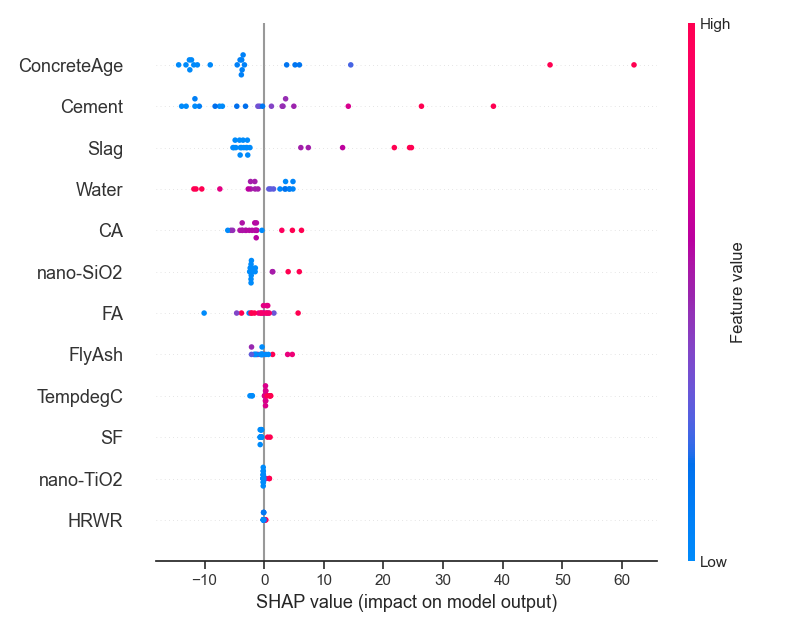 High
ConcreteAge
Cement
Slag
Water
CA
nano-SiO2
FA
FlyAsh
TempdegC
SF
nano-TiO2
HRWR
Feature value
Low
−10 0 10 20 30 40 50 60
SHAP value (impact on model output)